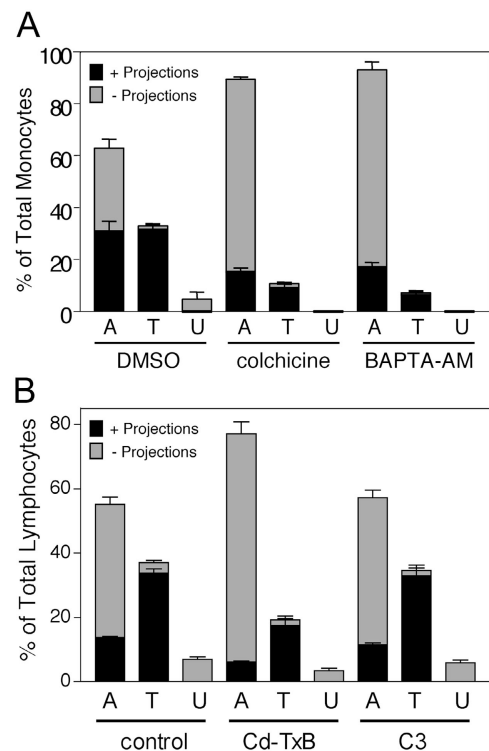 A
100
80
60
40
20
0
% of Total Monocytes
+ Projections
- Projections
A T U A T U A T U
DMSO colchicine BAPTA-AM
B
80
60
40
20
0
% of Total Lymphocytes
+ Projections
- Projections
A T U A T U A T U
control Cd-TxB C3